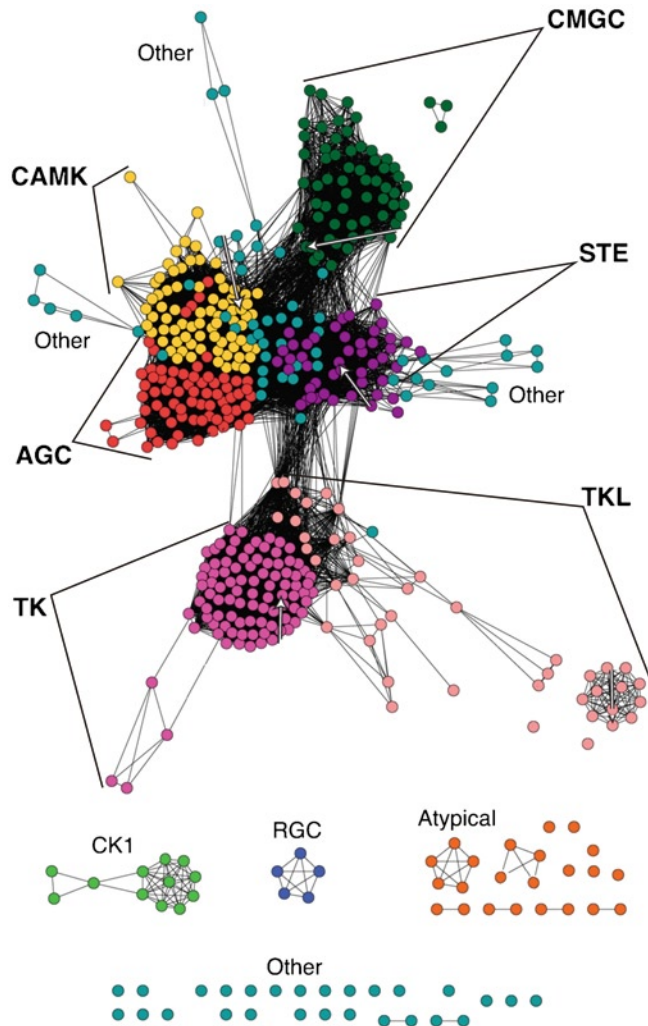 CMGC
Other
CAMK
STE
Other
Other
AGC
TKL
TK
CK1
RGC
Atypical
Other